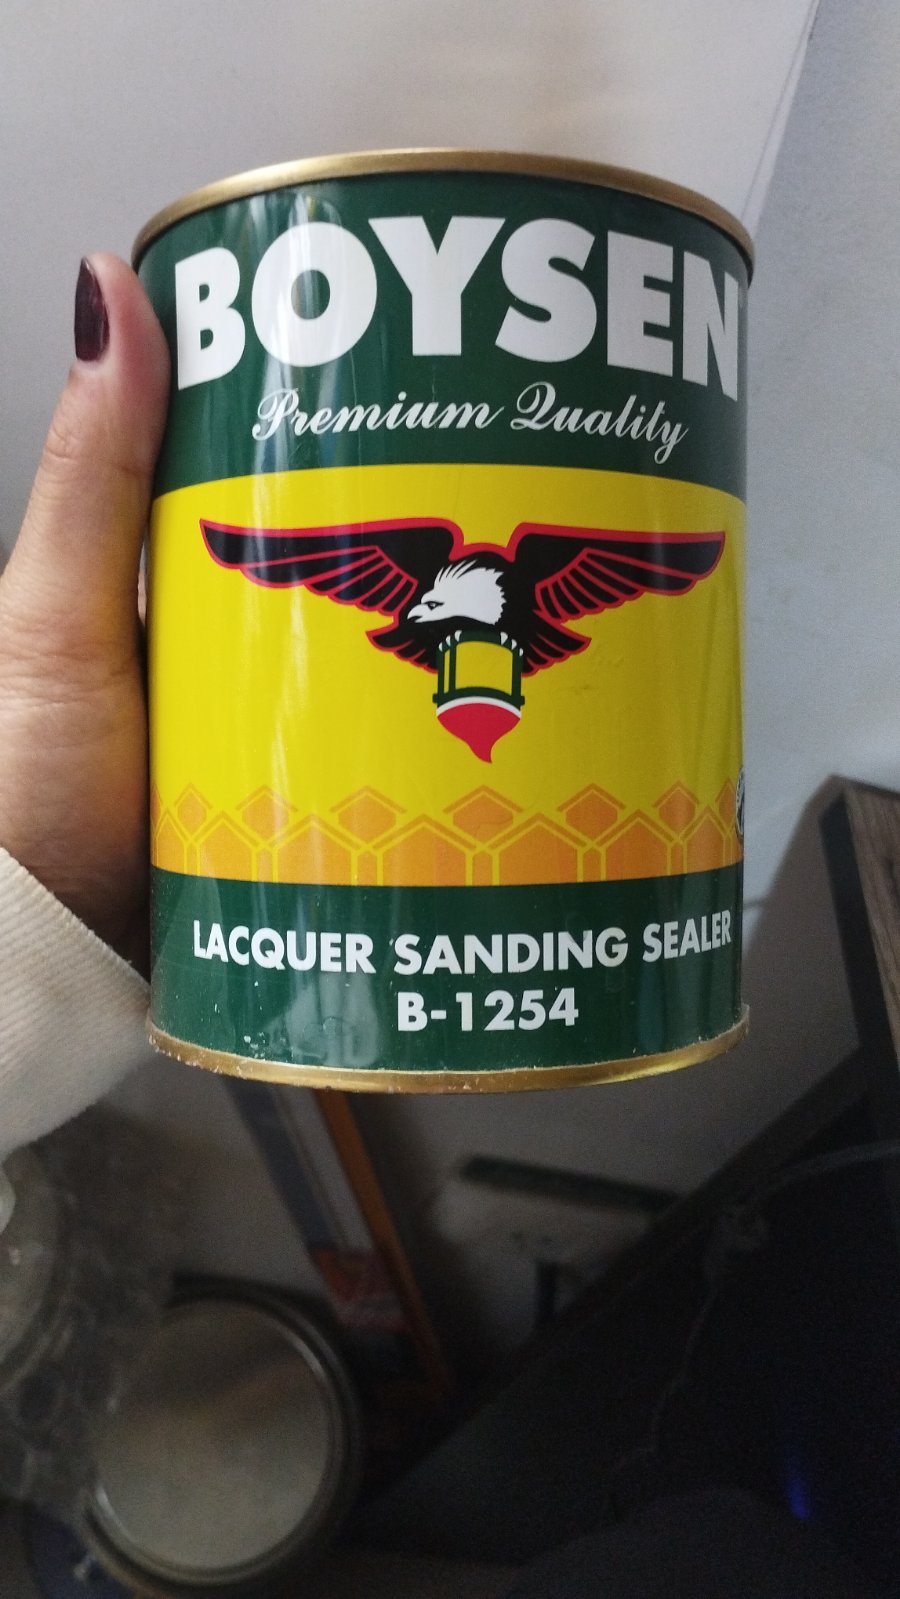 BOYSEN
Premium Quality
LACQUER SANDING SEALER
B-1254